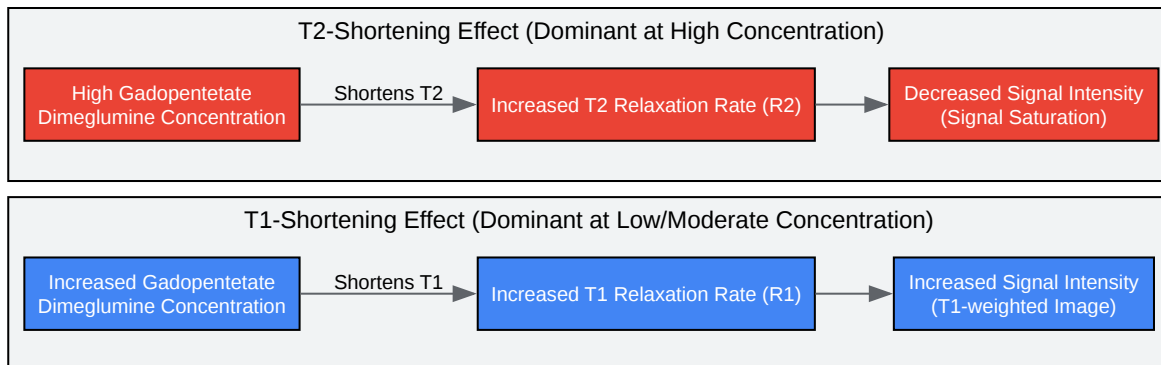 T2-Shortening Effect (Dominant at High Concentration)
High Gadopentetate
Dimeglumine Concentration
Shortens T2
Increased T2 Relaxation Rate (R2)
Decreased Signal Intensity
(Signal Saturation)
T1-Shortening Effect (Dominant at Low/Moderate Concentration)
Increased Gadopentetate
Dimeglumine Concentration
Shortens T1
Increased T1 Relaxation Rate (R1)
Increased Signal Intensity
(T1-weighted Image)